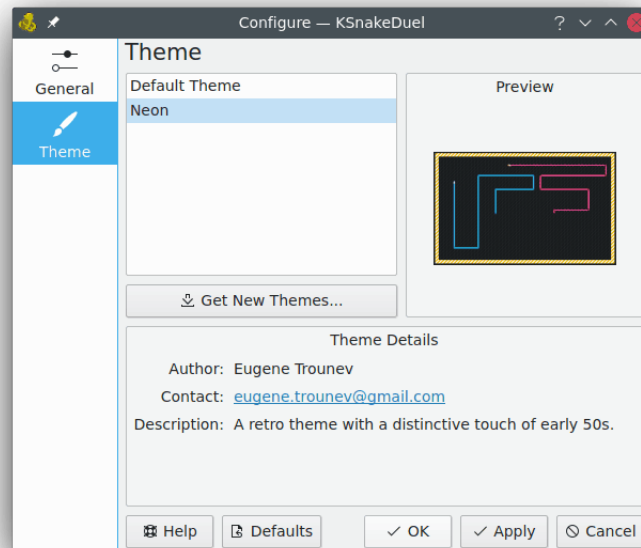 Configure — KSnakeDuel
General
Theme
Theme
Default Theme
Neon
Get New Themes...
Preview
Theme Details
Author: Eugene Trounev
Contact: eugene.trounev@gmail.com
Description: A retro theme with a distinctive touch of early 50s.
Help Defaults OK Apply Cancel